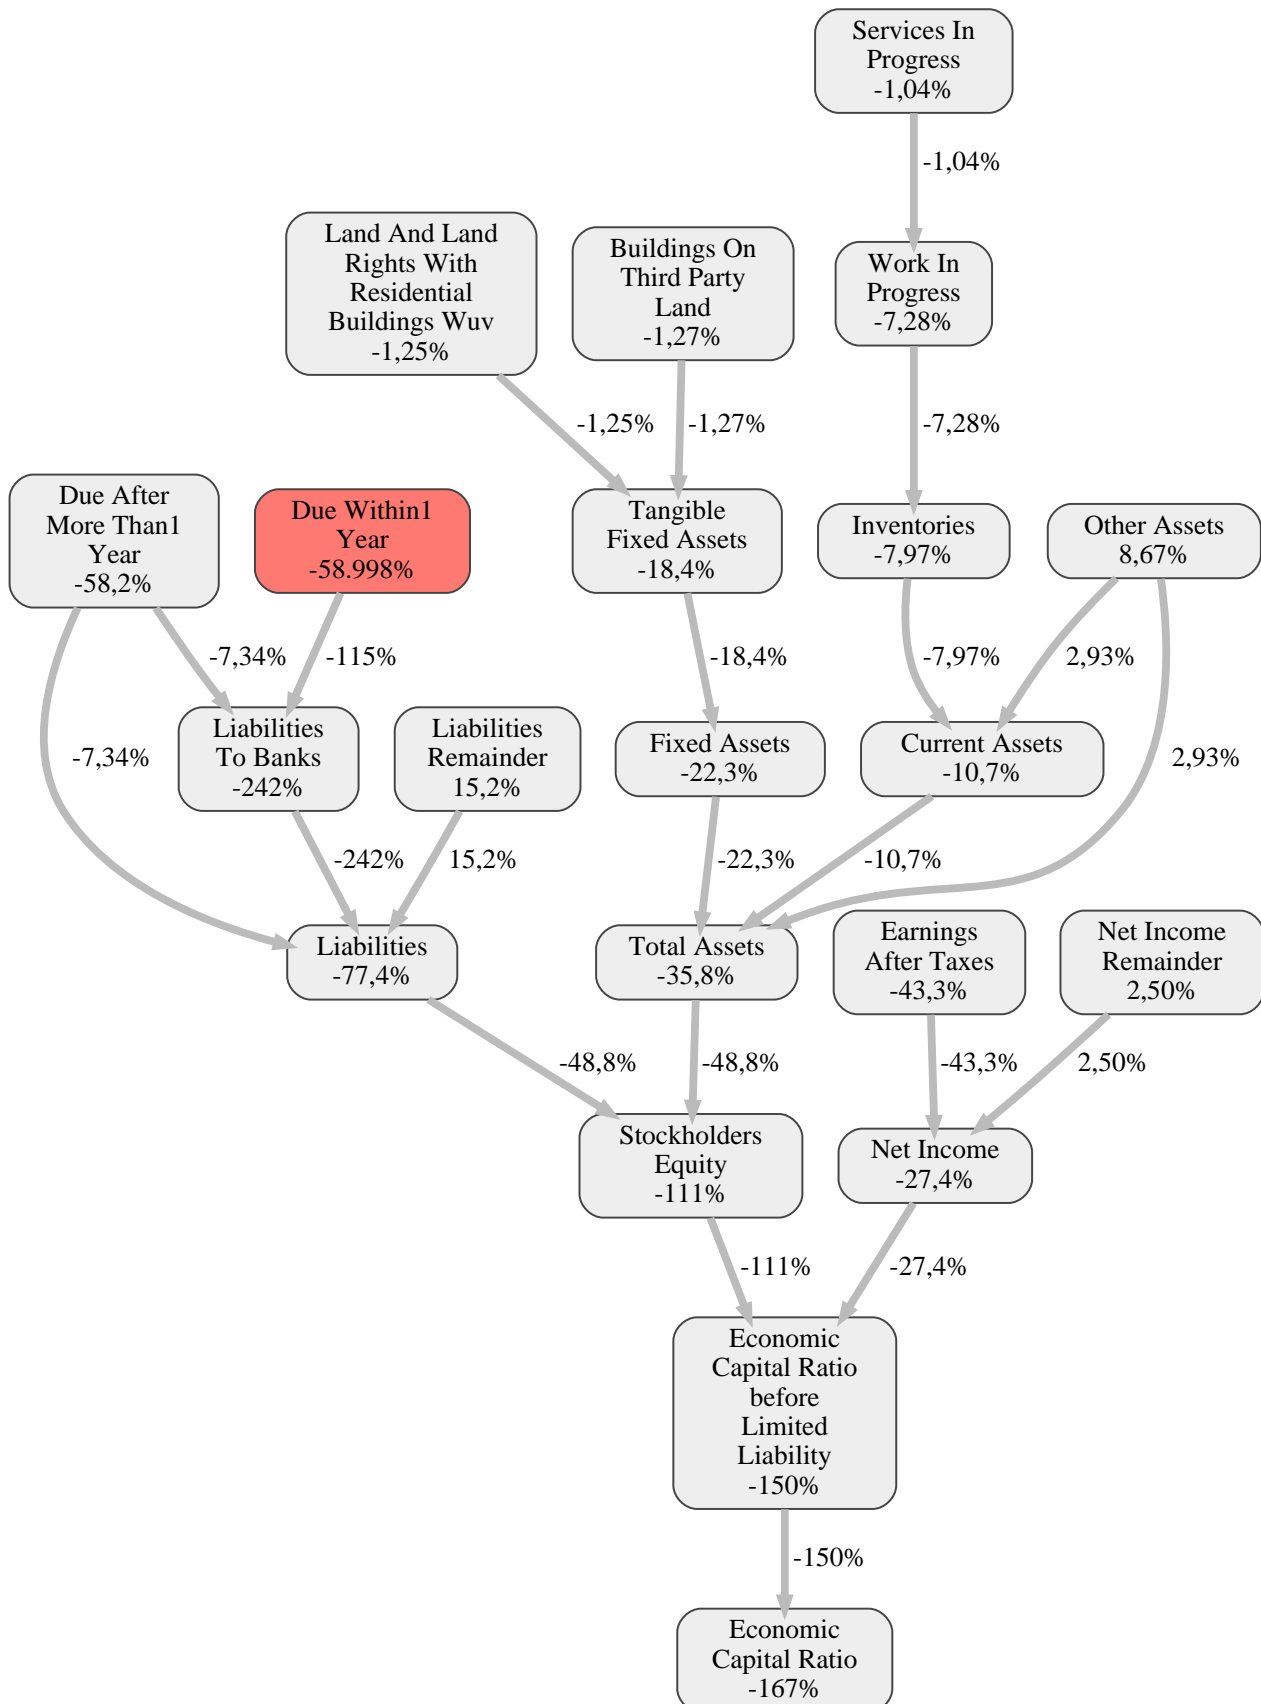 Services In
Progress
-1,04%
-1,04%
Land And Land
Rights With
Residential
Buildings Wuv
-1,25%
Buildings On
Third Party
Land
-1,27%
Work In
Progress
-7,28%
-1,25%
-1,27%
-7,28%
Due After
More Than1
Year
-58,2%
Due Within1
Year
-58.998%
Tangible
Fixed Assets
-18,4%
Inventories
-7,97%
Other Assets
8,67%
-7,34%
-115%
-18,4%
-7,97%
2,93%
Liabilities
To Banks
-242%
Liabilities
Remainder
15,2%
Fixed Assets
-22,3%
Current Assets
-10,7%
-7,34%
2,93%
-242%
15,2%
-22,3%
-10,7%
Liabilities
-77,4%
Total Assets
-35,8%
Earnings
After Taxes
-43,3%
Net Income
Remainder
2,50%
-48,8%
-48,8%
-43,3%
2,50%
Stockholders
Equity
-111%
Net Income
-27,4%
-111%
-27,4%
Economic
Capital Ratio
before
Limited
Liability
-150%
-150%
Economic
Capital Ratio
-167%